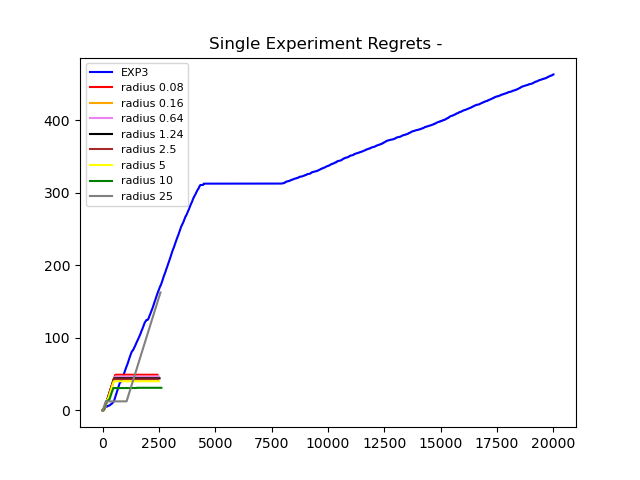 Single Experiment Regrets -
EXP3
radius 0.08
radius 0.16
radius 0.64
radius 1.24
radius 2.5
radius 5
radius 10
radius 25
400
300
200
100
0
0 2500 5000 7500 10000 12500 15000 17500 20000